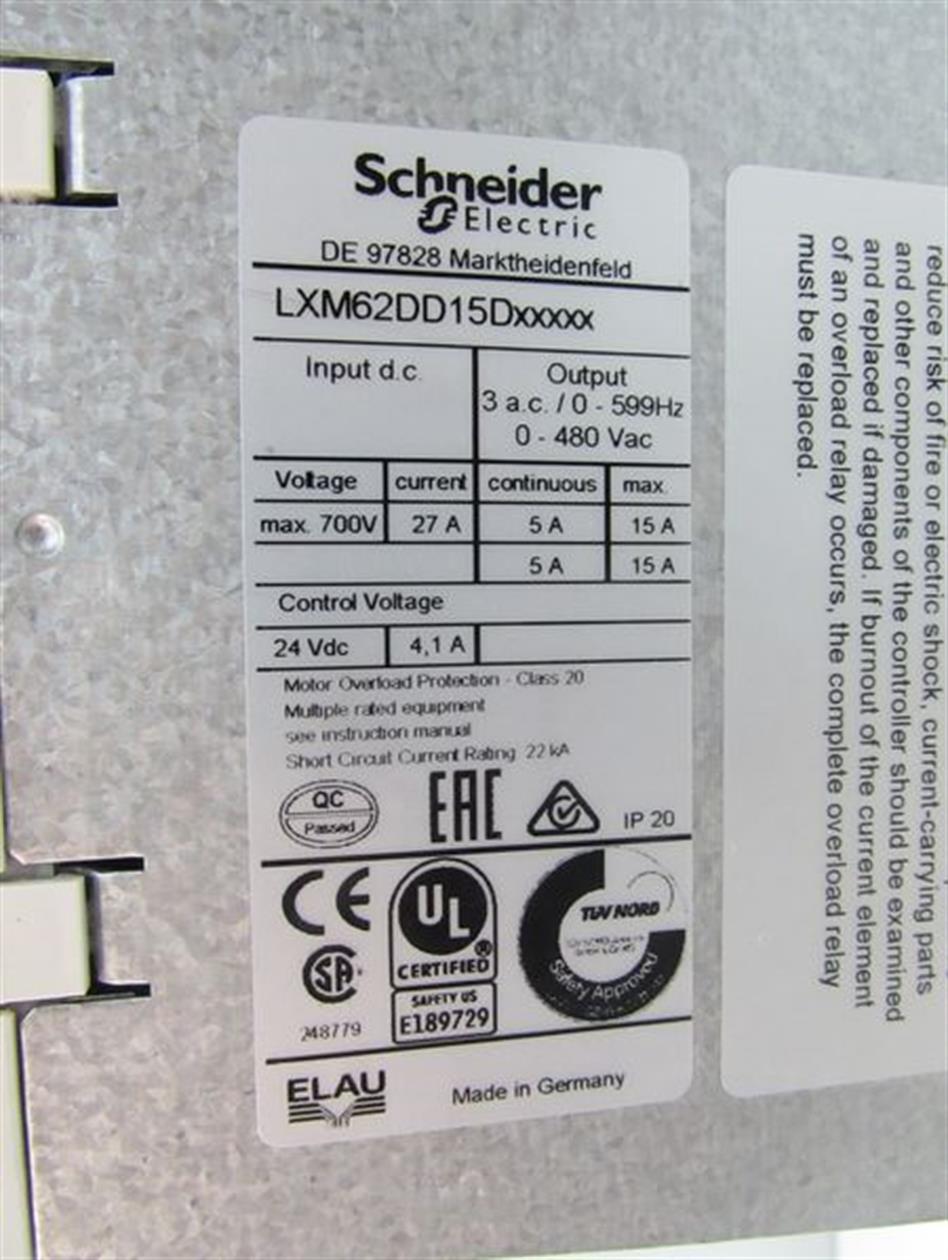 Schneider
Electric
DE 97828 Marktheidenfeld
LXM62DD15Dxxxxx
Input d.c.
Output
3 a.c. / 0 - 599Hz
0 - 480 Vac
Voltage current continuous max.
max. 700V 27 A 5 A 15 A
5 A 15 A
Control Voltage
24 Vdc 4,1 A
Motor Overload Protection - Class 20
Multiple rated equipment
see instruction manual
Short Circuit Current Rating 22 kA
QC
Passed
EAC
IP 20
CE
UL
®
CERTIFIED
SAFETY US
E189729
SA
248779
TÜV NORD
Safety Approved
ELAU
Made in Germany
reduce risk of fire or electric shock, current-carrying parts
and other components of the controller should be examined
and replaced if damaged. If burnout of the current element
of an overload relay occurs, the complete overload relay
must be replaced.